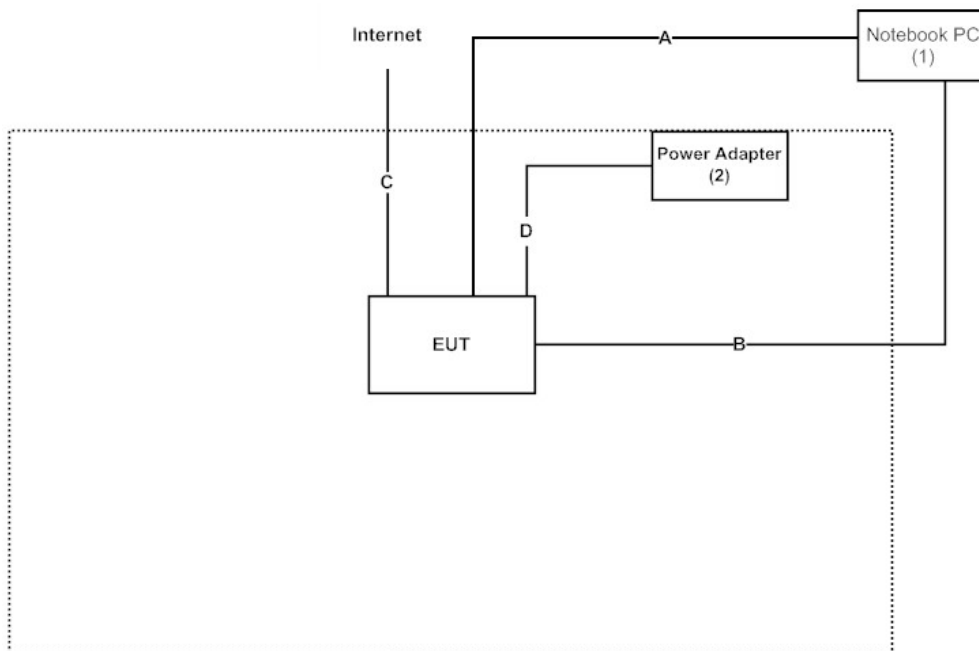 Internet
A
Notebook PC
(1)
Power Adapter
(2)
C
D
EUT
B